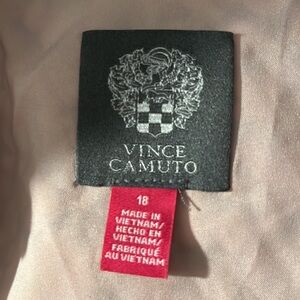 VINCE
CAMUTO
18
MADE IN
VIETNAM/
HECHO EN
VIETNAM/
FABRIQUÉ
AU VIETNAM